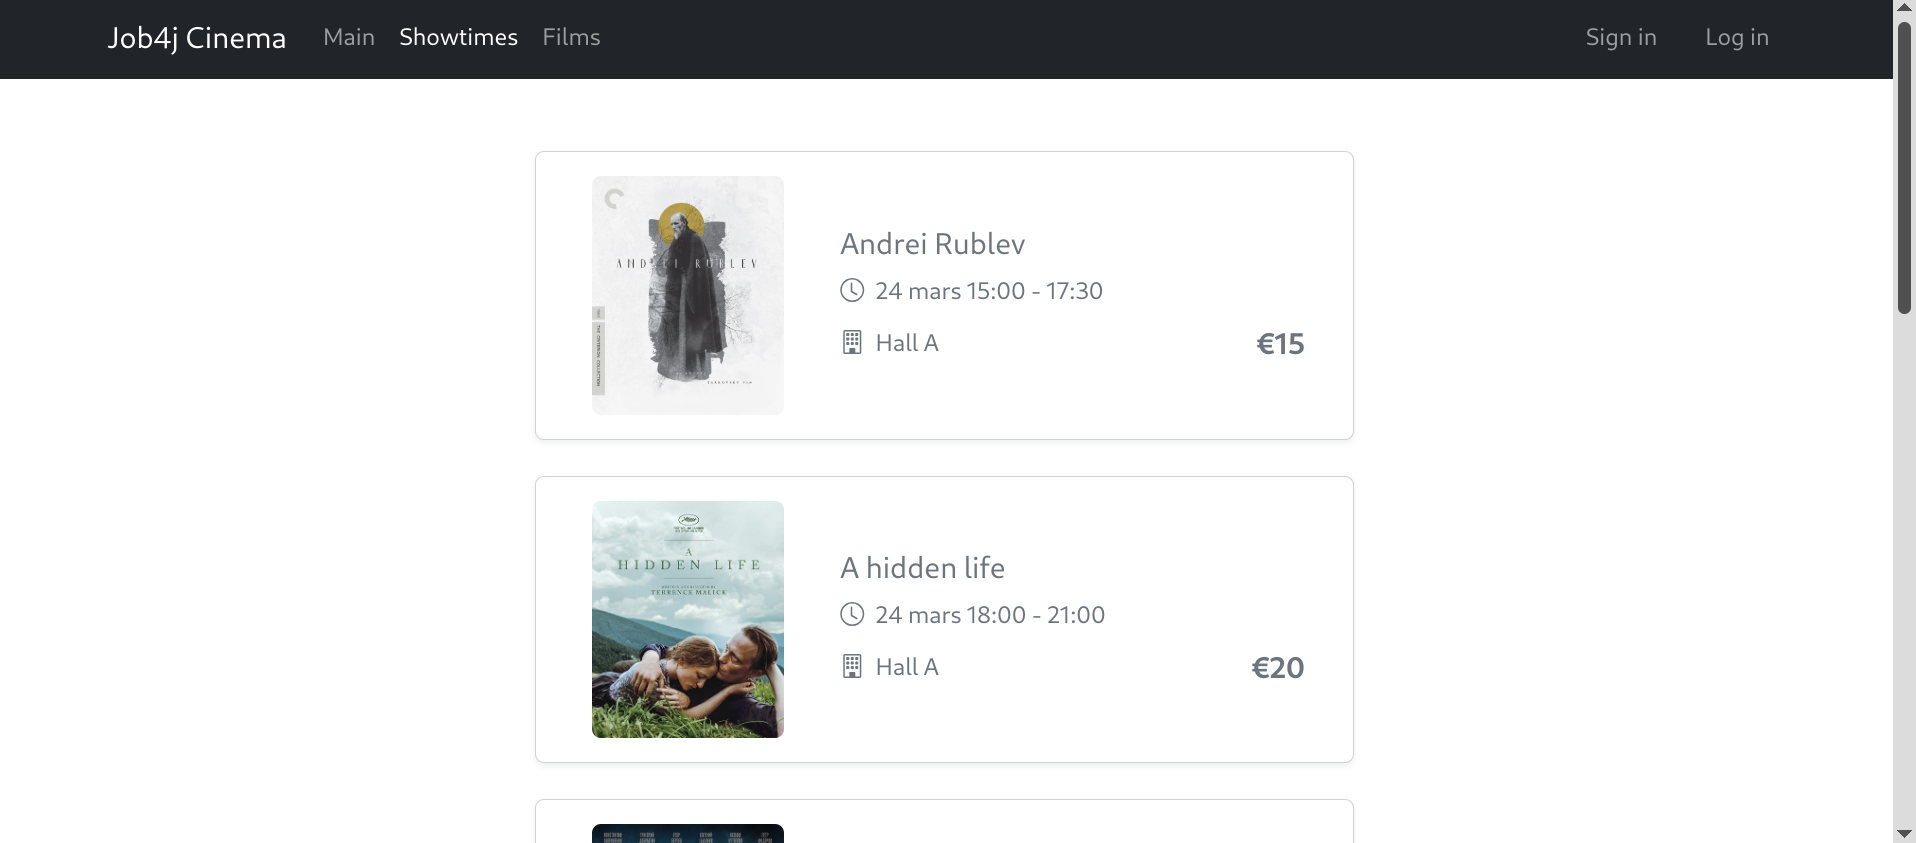 Job4j Cinema Main Showtimes Films Sign in Log in
ANDREI RUBLEV
Andrei Rublev
24 mars 15:00 - 17:30
Hall A
€15
A
HIDDEN LIFE
TERRENCE MALICK
A hidden life
24 mars 18:00 - 21:00
Hall A
€20